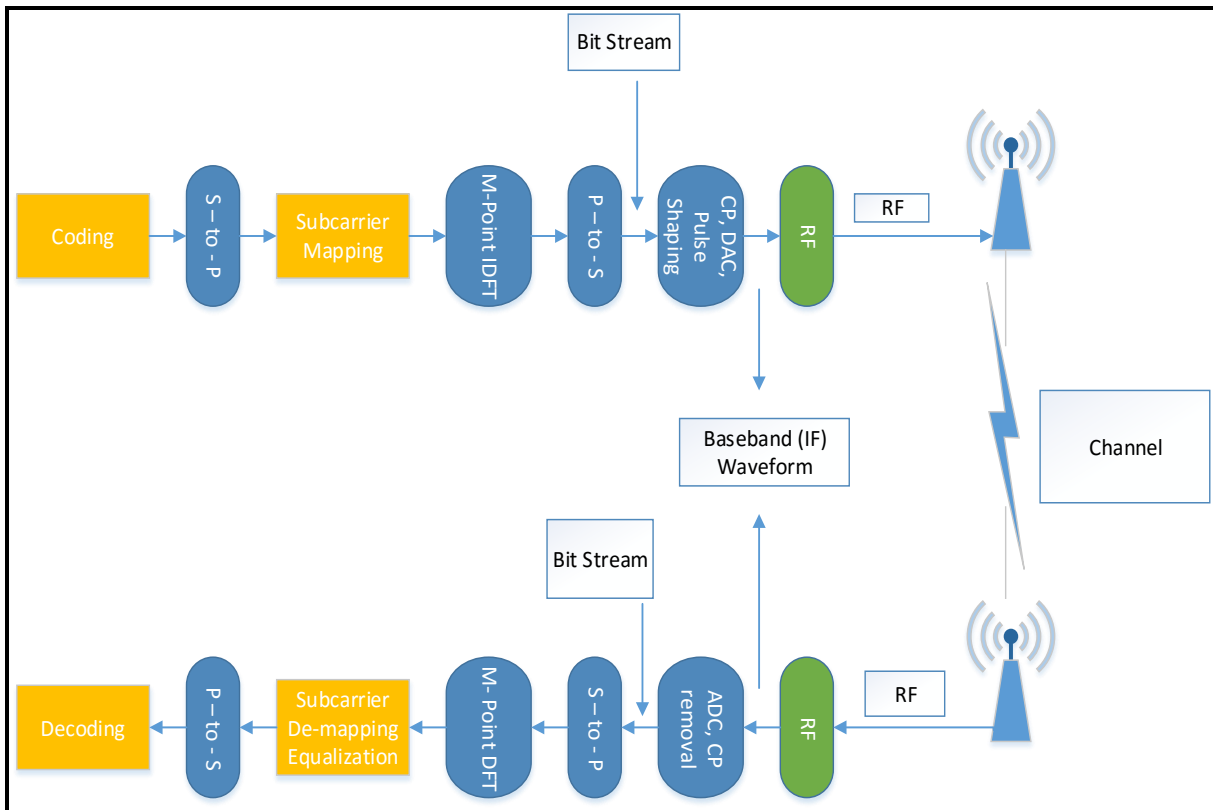 Bit Stream
Coding
S – to - P
Subcarrier
Mapping
M-Point IDFT
P – to - S
CP, DAC,
Pulse
Shaping
RF
RF
Baseband (IF)
Waveform
Channel
Bit Stream
Decoding
P – to - S
Subcarrier
De-mapping
Equalization
M- Point DFT
S – to - P
ADC, CP
removal
RF
RF